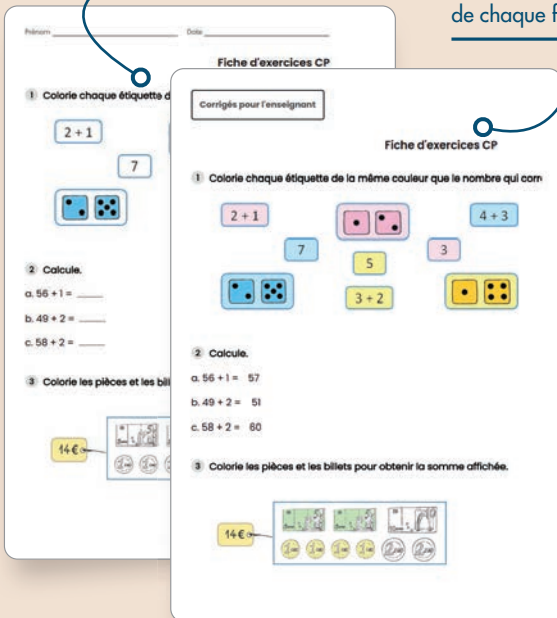 de chaque f
Prénom
Date
Fiche d'exercices CP
1 Colorie chaque étiquette d
2 + 1
7
2 Calcule.
a. 56 + 1 =
b. 49 + 2 =
c. 58 + 2 =
3 Colorie les pièces et les bill
14€
Corrigés pour l'enseignant
Fiche d'exercices CP
1 Colorie chaque étiquette de la même couleur que le nombre qui corr
2 + 1
4 + 3
7
5
3
3 + 2
2 Calcule.
a. 56 + 1 = 57
b. 49 + 2 = 51
c. 58 + 2 = 60
3 Colorie les pièces et les billets pour obtenir la somme affichée.
14€